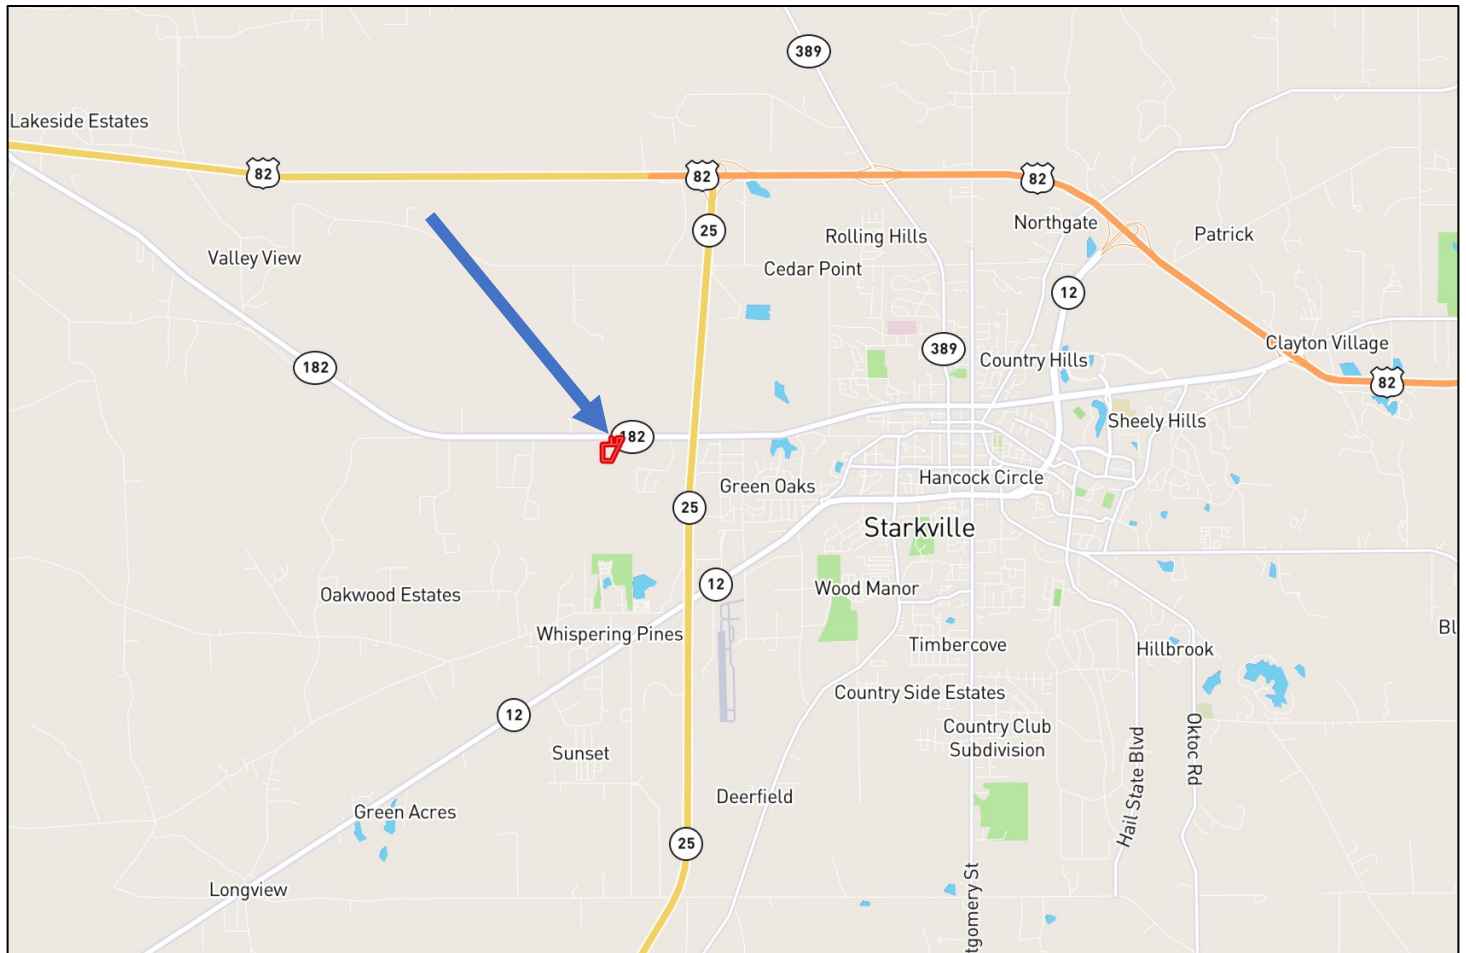 389
Lakeside Estates
82
82
82
Northgate
Patrick
25
Rolling Hills
Valley View
Cedar Point
12
Clayton Village
389
Country Hills
182
82
Sheely Hills
182
Hancock Circle
Green Oaks
25
Starkville
12
Wood Manor
Oakwood Estates
Bl
Whispering Pines
Timbercove
Hillbrook
Country Side Estates
12
Country Club
Subdivision
Oktoc Rd
Sunset
Hail State Blvd
Deerfield
Green Acres
25
Longview
tgomery St